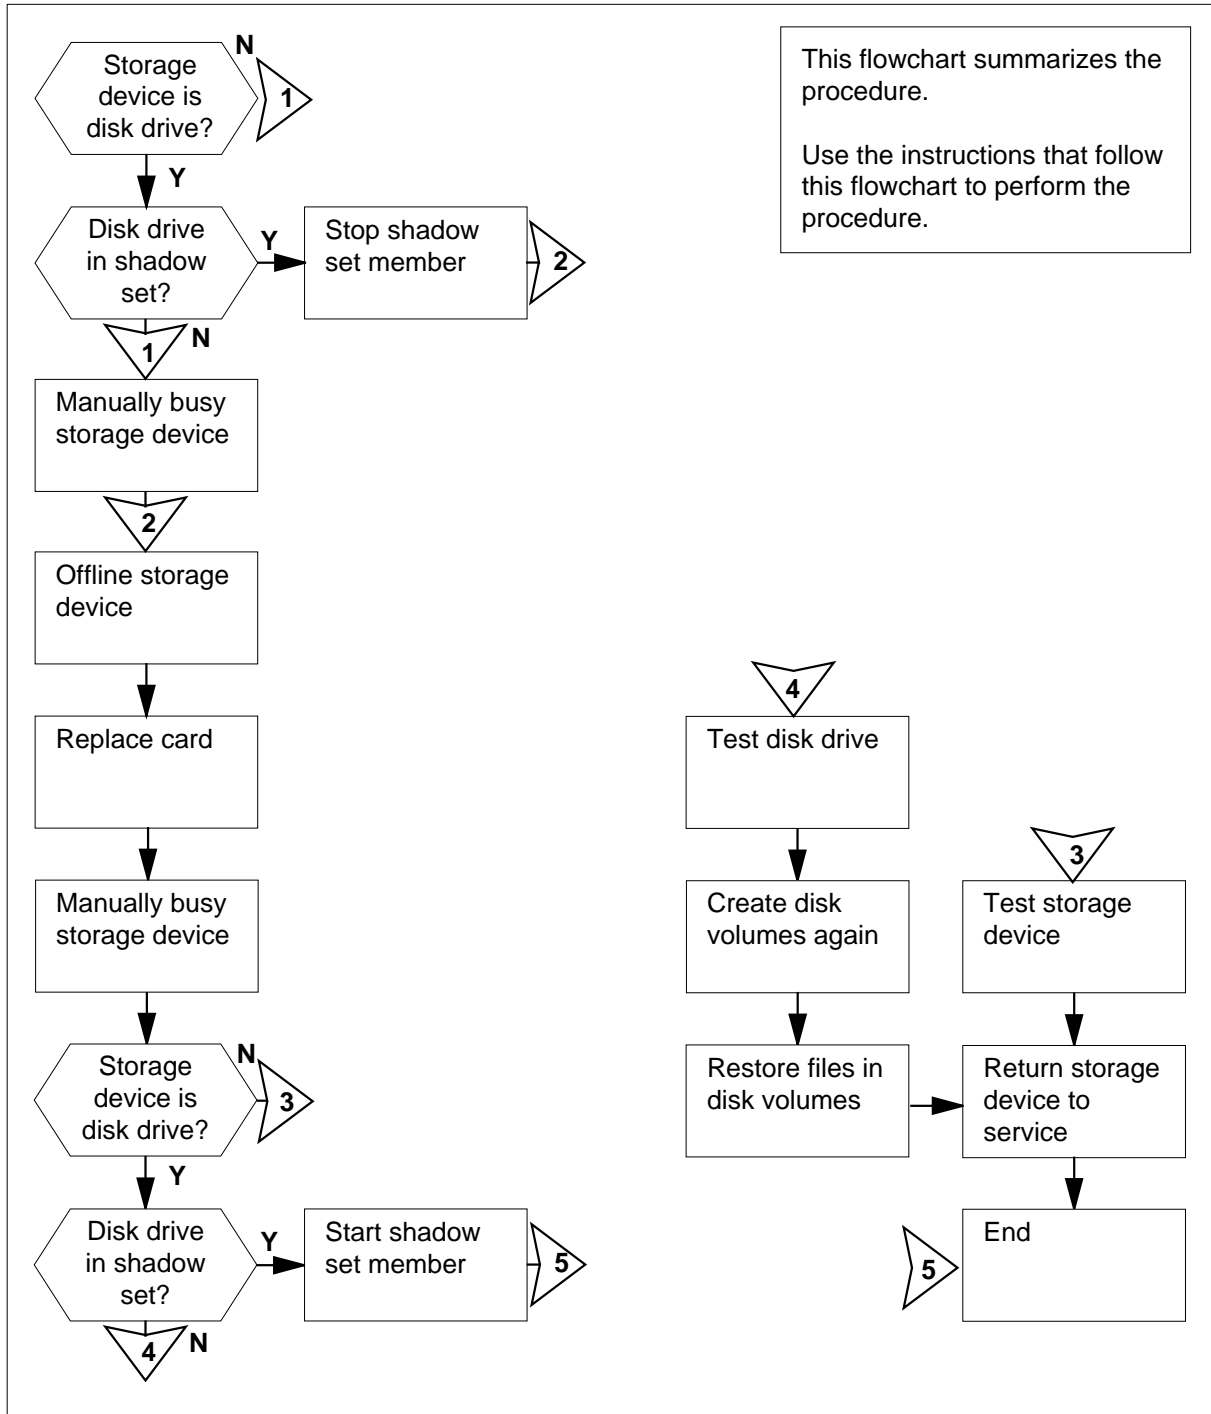 Storage
device is
disk drive?
N
1
Y
Disk drive
in shadow
set?
Y
Stop shadow
set member
2
N
1
Manually busy
storage device
2
Offline storage
device
Replace card
Manually busy
storage device
Storage
device is
disk drive?
N
3
Y
Disk drive
in shadow
set?
Y
Start shadow
set member
5
N
4
This flowchart summarizes the
procedure.
Use the instructions that follow
this flowchart to perform the
procedure.
4
Test disk drive
Create disk
volumes again
Restore files in
disk volumes
3
Test storage
device
Return storage
device to
service
5
End